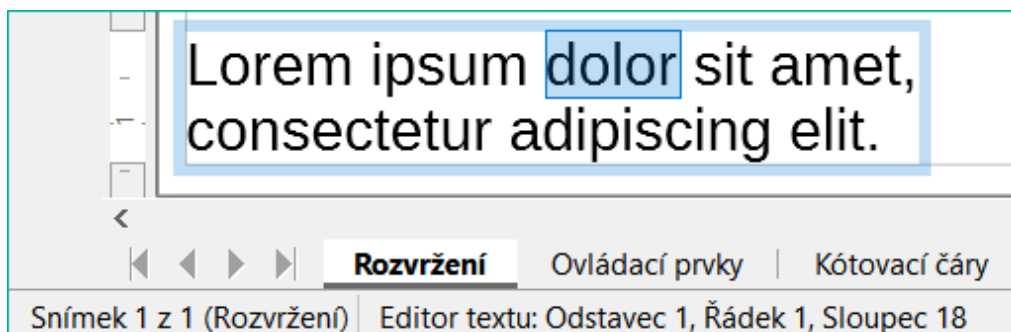 Lorem ipsum dolor sit amet,
consectetur adipiscing elit.
1
Rozvržení Ovládací prvky Kótovací čáry
Snímek 1 z 1 (Rozvržení) Editor textu: Odstavec 1, Řádek 1, Sloupec 18